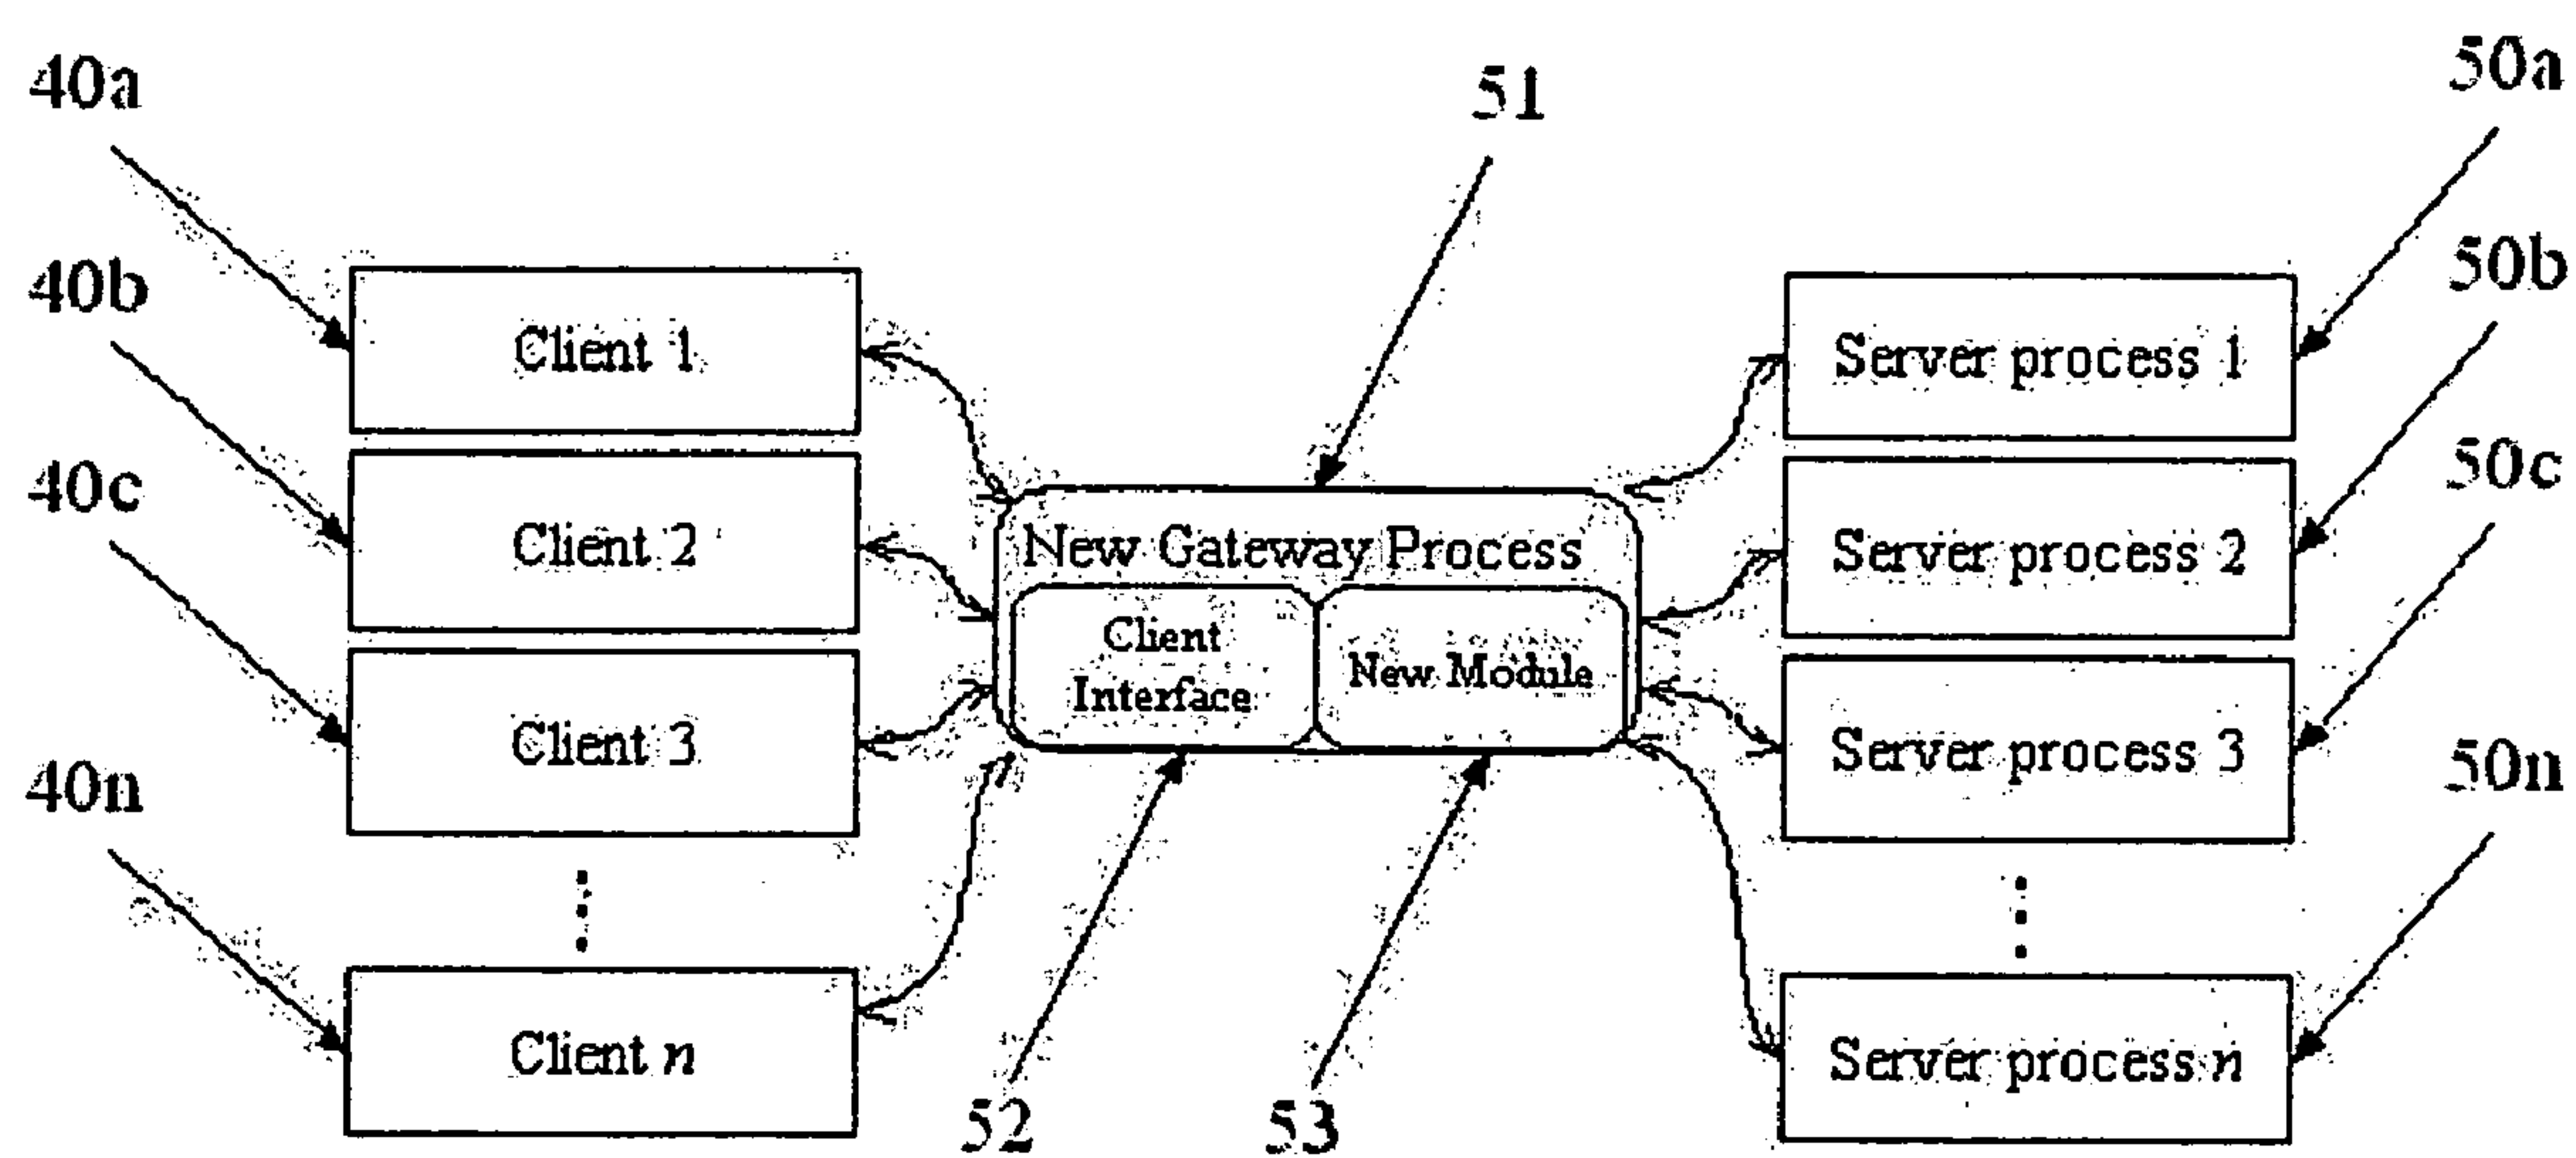 40a
51
50a
40b
50b
Client 1
Server process 1
40c
50c
Client 2
New Gateway Process
Server process 2
Client
Interface
New Module
Client 3
Server process 3
40n
50n
Client n
Server process n
52
53